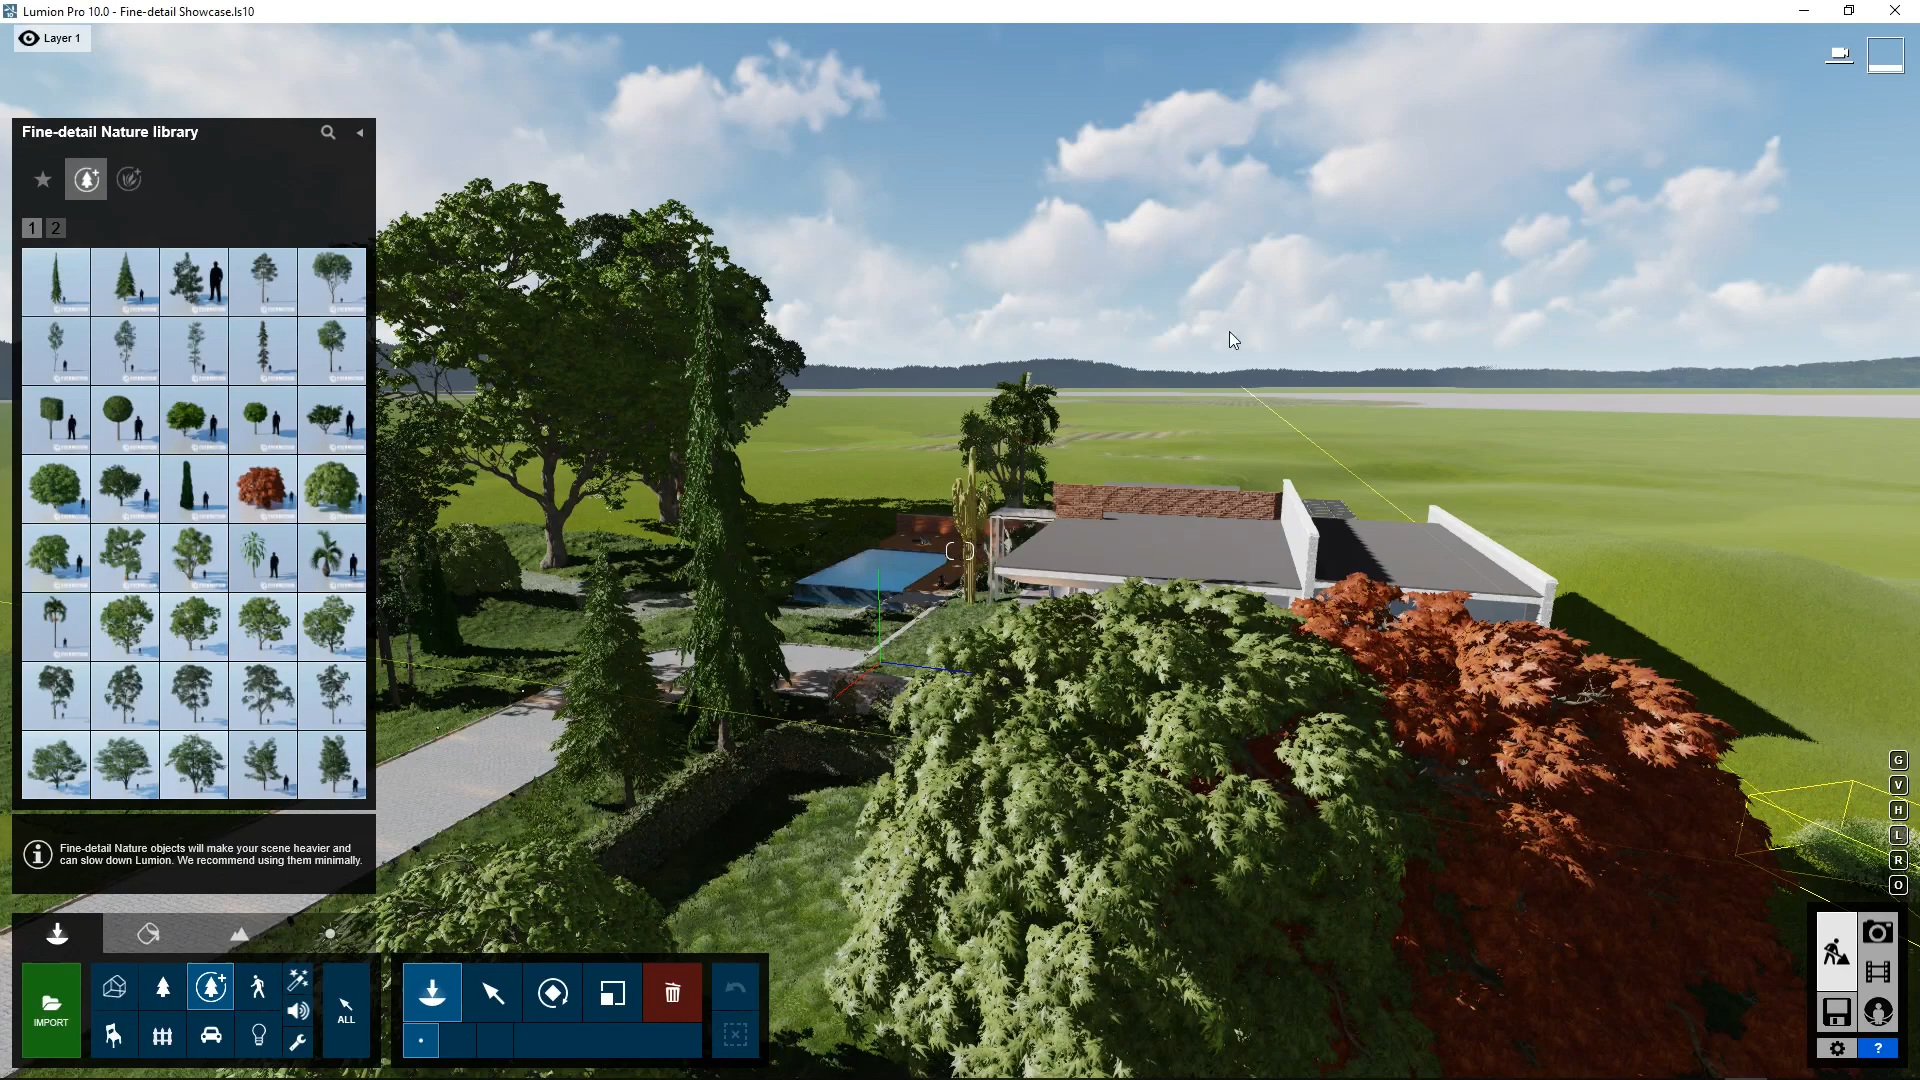 Lumion Pro 10.0 - Fine-detail Showcase.ls10
Layer 1
Fine-detail Nature library
1 2
Fine-detail Nature objects will make your scene heavier and
can slow down Lumion. We recommend using them minimally.
G
V
H
L
R
O
IMPORT
ALL
?